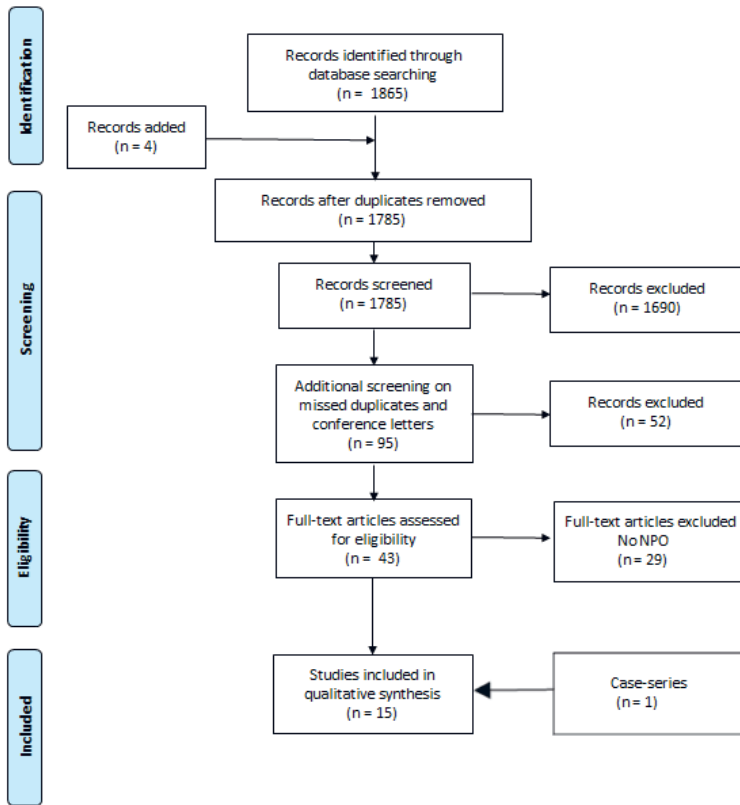 Identification
Records identified through
database searching
(n = 1865)
Records added
(n = 4)
Screening
Records after duplicates removed
(n = 1785)
Records screened
(n = 1785)
Records excluded
(n = 1690)
Additional screening on
missed duplicates and
conference letters
(n = 95)
Records excluded
(n = 52)
Eligibility
Full-text articles assessed
for eligibility
(n = 43)
Full-text articles excluded
No NPO
(n = 29)
Included
Studies included in
qualitative synthesis
(n = 15)
Case-series
(n = 1)